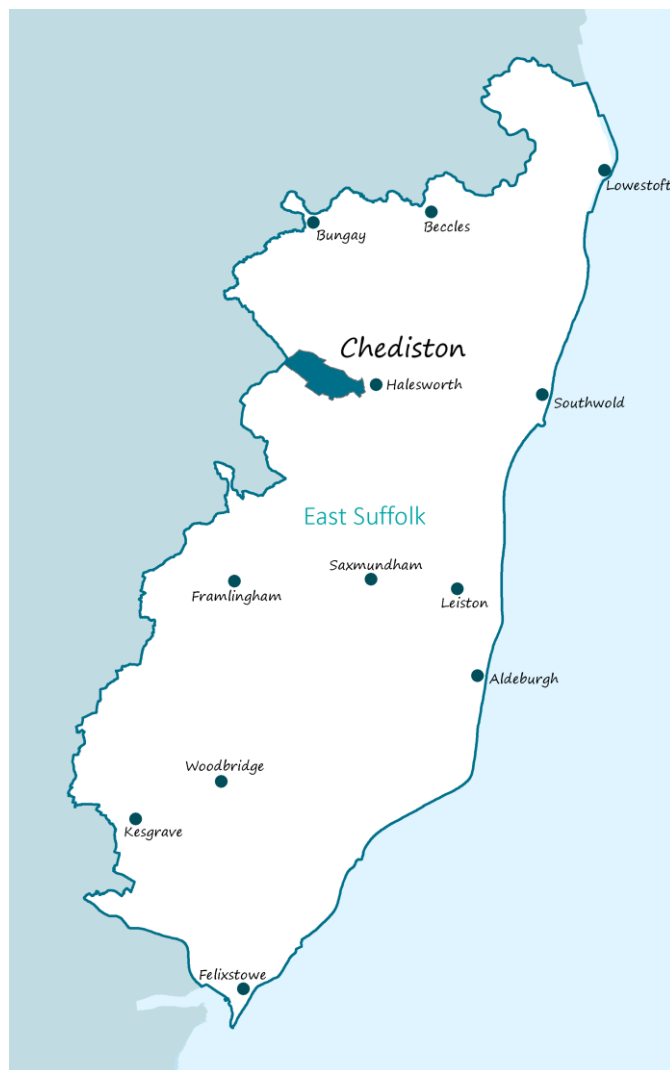 Lowestoft
Beccles
Bungay
Chediston
Halesworth
Southwold
East Suffolk
Saxmundham
Framlingham
Leiston
Aldeburgh
Woodbridge
Kesgrave
Felixstowe